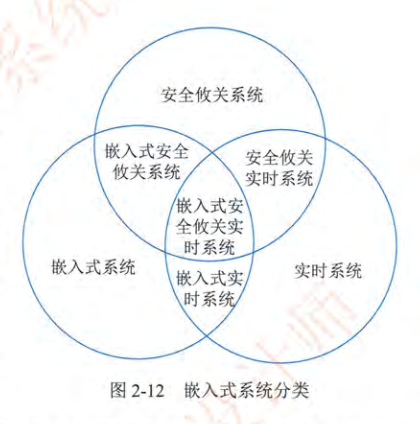 安全攸关系统
嵌入式安全
攸关系统
安全攸关
实时系统
嵌入式安
全攸关实
时系统
嵌入式系统
嵌入式实
时系统
实时系统
图 2-12 嵌入式系统分类